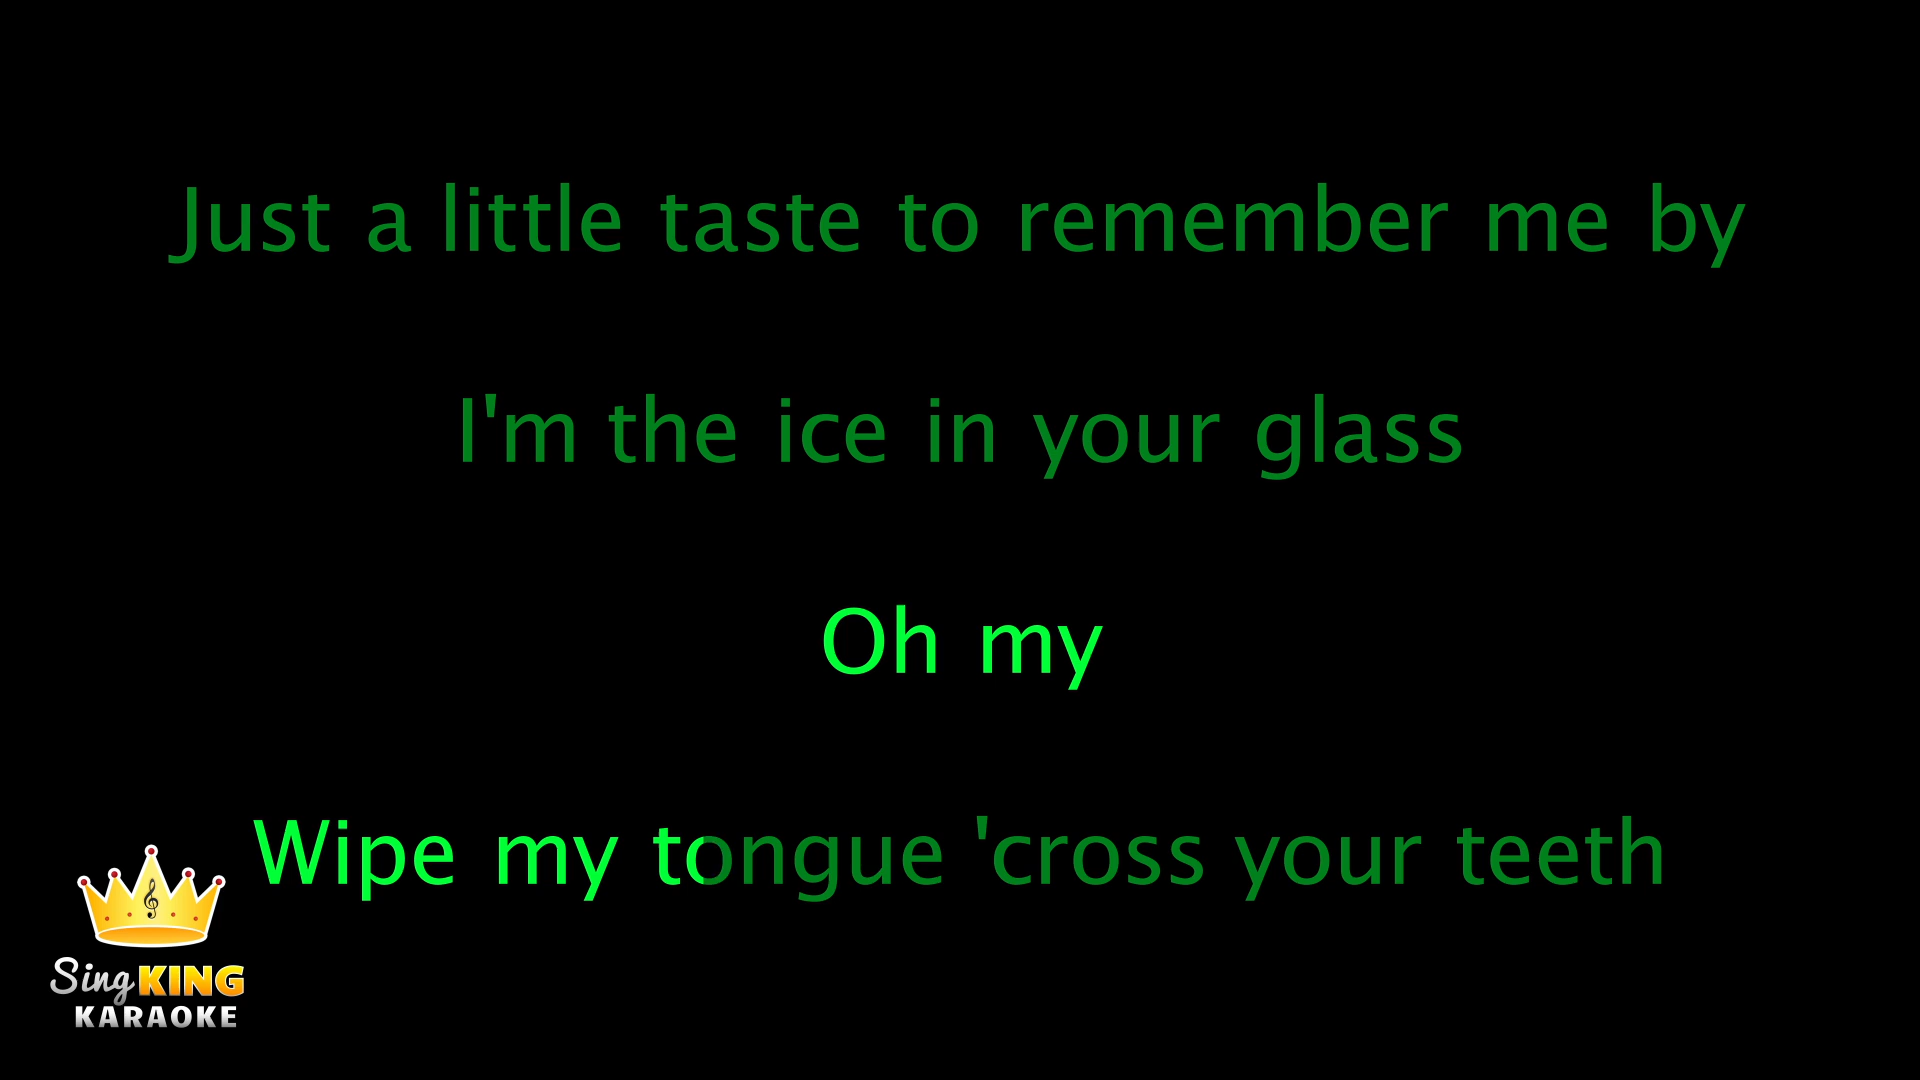 Just a little taste to remember me by
I'm the ice in your glass
Oh my
Wipe my tongue 'cross your teeth
Sing KING
KARAOKE